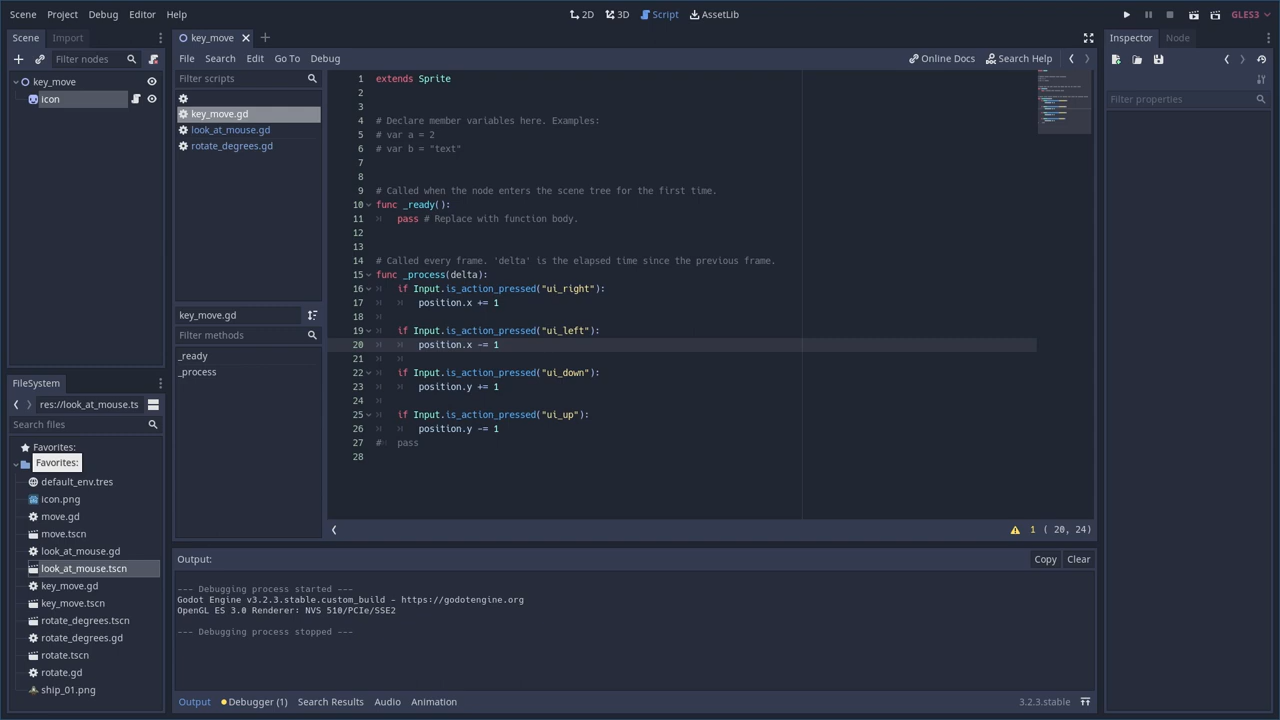 Scene Project Debug Editor Help
2D 3D Script AssetLib
GLES3
Scene Import
Filter nodes
key_move
icon
FileSystem
res://look_at_mouse.ts
Search files
Favorites:
Favorites:
default_env.tres
icon.png
move.gd
move.tscn
look_at_mouse.gd
look_at_mouse.tscn
key_move.gd
key_move.tscn
rotate_degrees.tscn
rotate_degrees.gd
rotate.tscn
rotate.gd
ship_01.png
key_move
File Search Edit Go To Debug
Online Docs Search Help
Filter scripts
key_move.gd
look_at_mouse.gd
rotate_degrees.gd
key_move.gd
Filter methods
_ready
_process
1 extends Sprite
2
3
4 # Declare member variables here. Examples:
5 # var a = 2
6 # var b = "text"
7
8
9 # Called when the node enters the scene tree for the first time.
10 func _ready():
11 pass # Replace with function body.
12
13
14 # Called every frame. 'delta' is the elapsed time since the previous frame.
15 func _process(delta):
16 if Input.is_action_pressed("ui_right"):
17 position.x += 1
18
19 if Input.is_action_pressed("ui_left"):
20 position.x -= 1
21
22 if Input.is_action_pressed("ui_down"):
23 position.y += 1
24
25 if Input.is_action_pressed("ui_up"):
26 position.y -= 1
27 # pass
28
1 ( 20, 24)
Output:
Copy Clear
--- Debugging process started ---
Godot Engine v3.2.3.stable.custom_build - https://godotengine.org
OpenGL ES 3.0 Renderer: NVS 510/PCIe/SSE2
--- Debugging process stopped ---
Output Debugger (1) Search Results Audio Animation
3.2.3.stable
Inspector Node
Filter properties